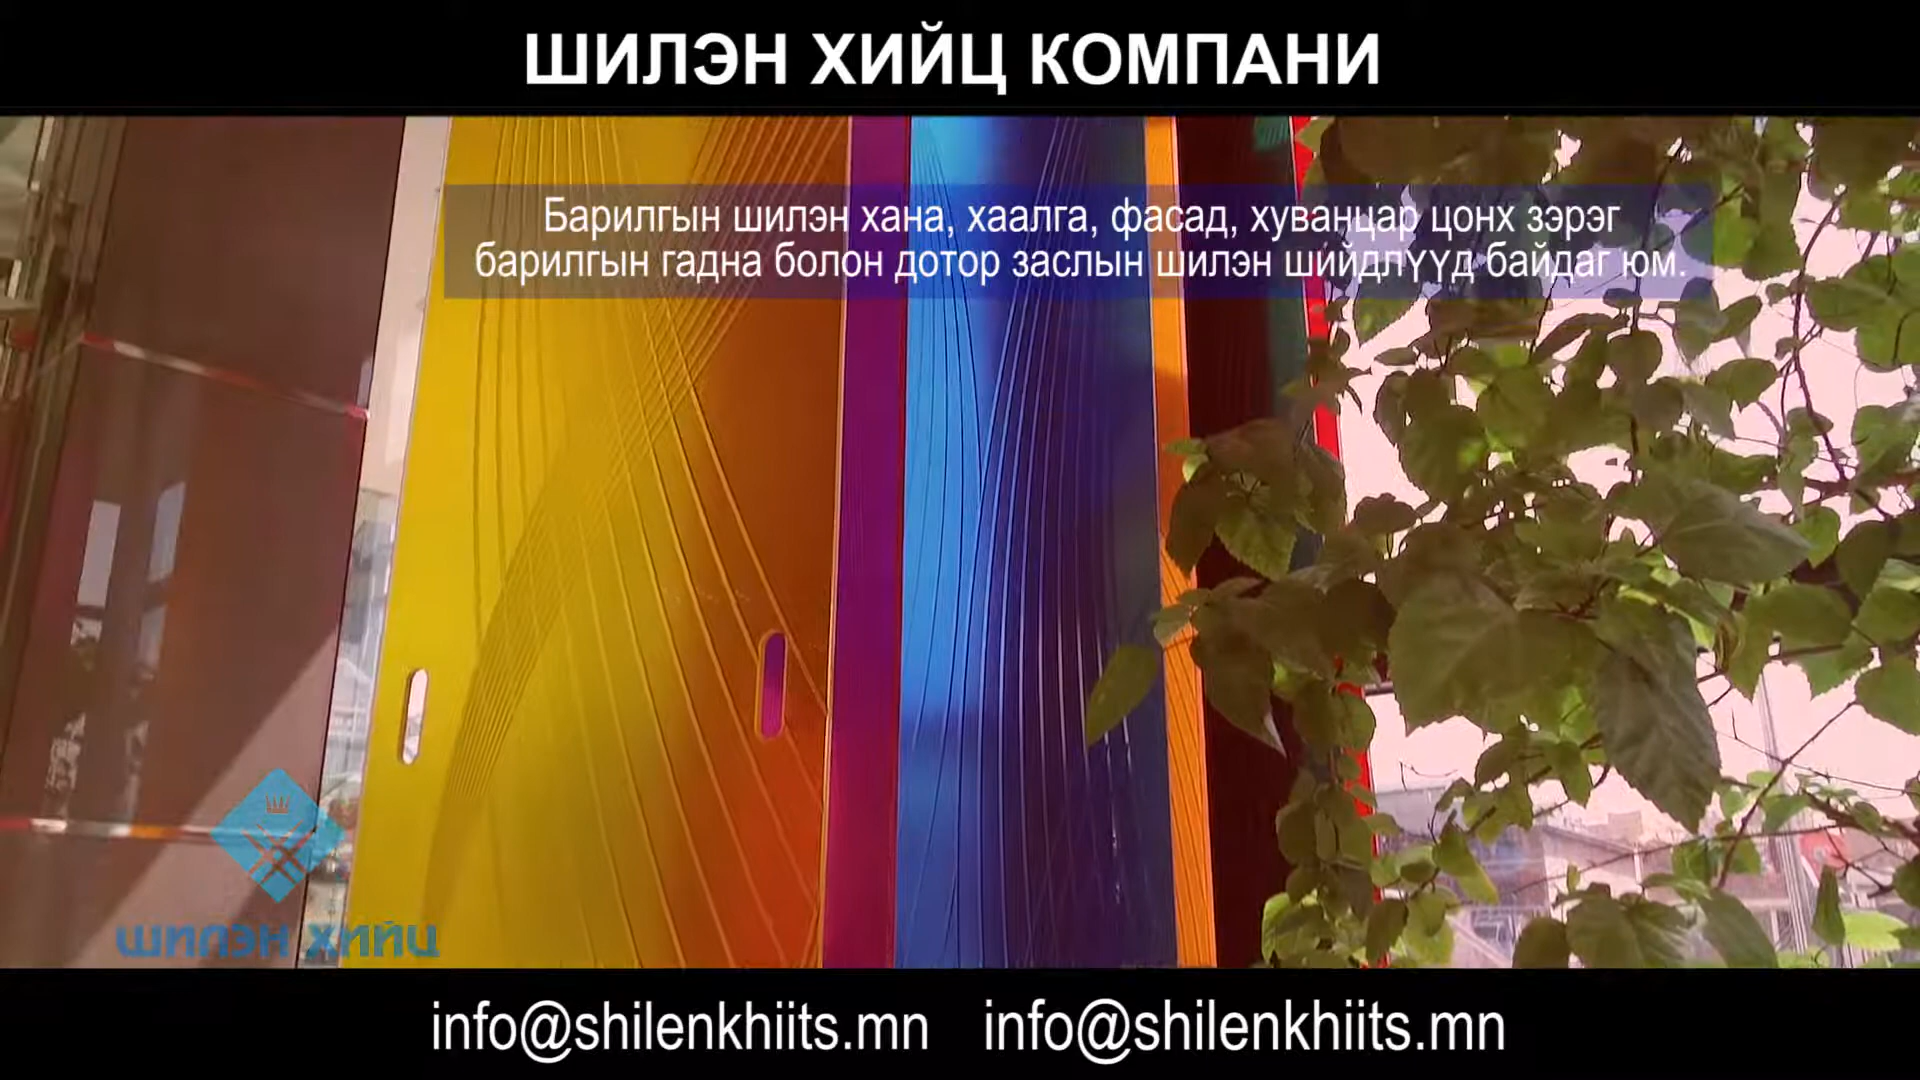 ШИЛЭН ХИЙЦ КОМПАНИ
Барилгын шилэн хана, хаалга, фасад, хуванцар цонх зэрэг
барилгын гадна болон дотор заслын шилэн шийдлүүд байдаг юм.
ШИЛЭН ХИЙЦ
info@shilenkhiits.mn info@shilenkhiits.mn